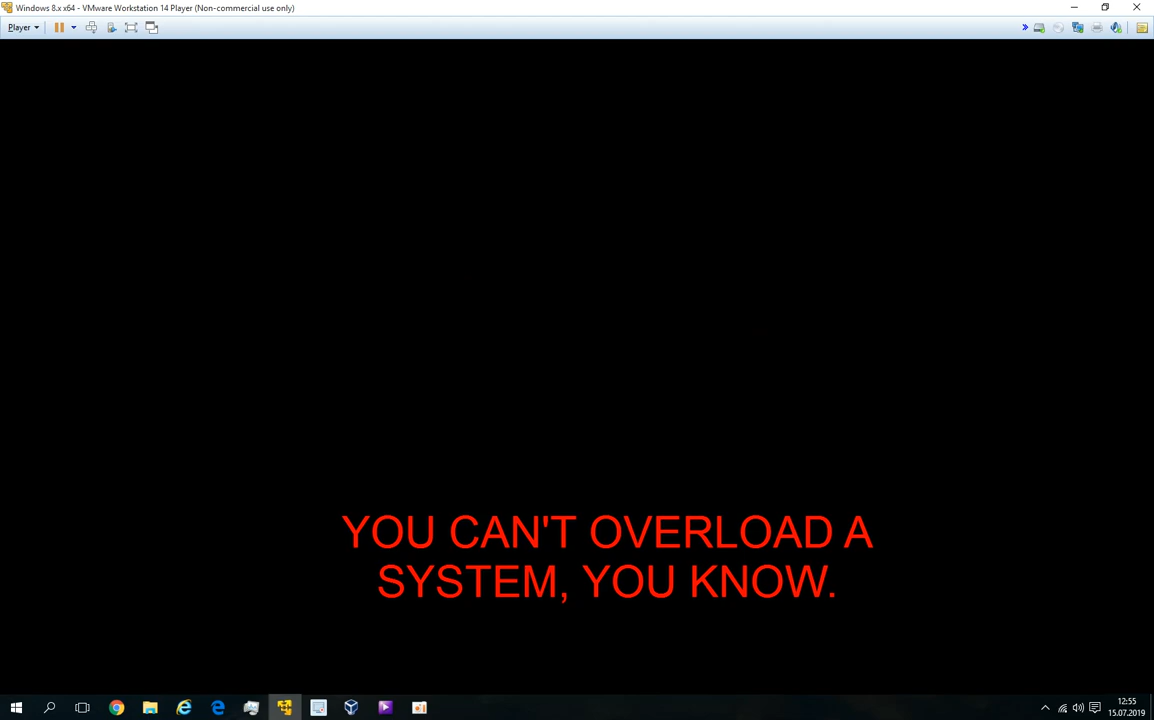 Windows 8.x x64 - VMware Workstation 14 Player (Non-commercial use only)
Player
YOU CAN'T OVERLOAD A
SYSTEM, YOU KNOW.
12:55
15.07.2019